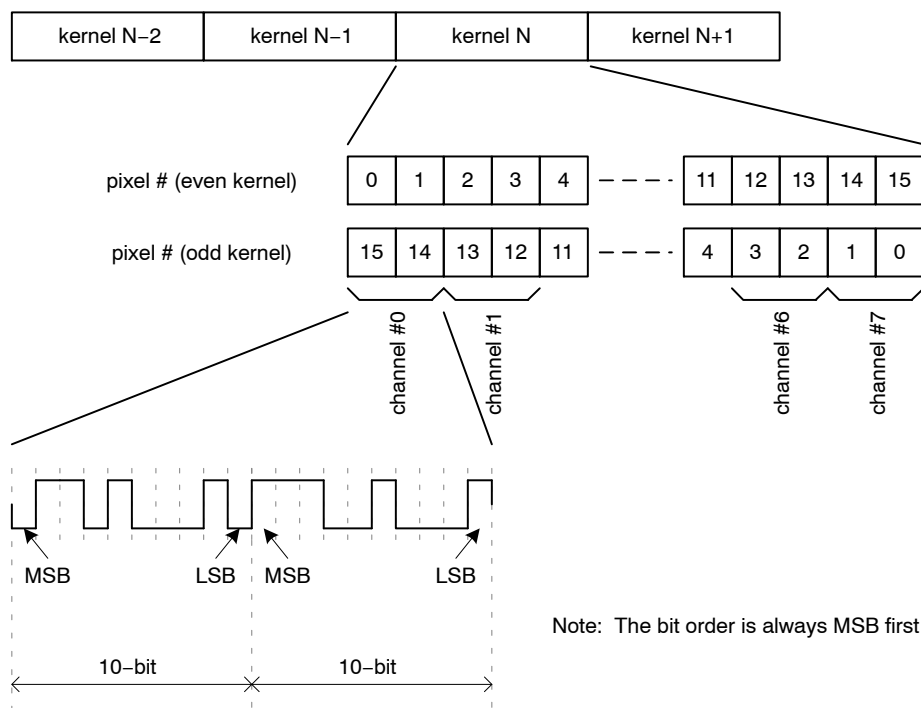 kernel N−2 kernel N−1 kernel N kernel N+1
pixel # (even kernel) 0 1 2 3 4 11 12 13 14 15
pixel # (odd kernel) 15 14 13 12 11 4 3 2 1 0
channel #0 channel #1 channel #6 channel #7
MSB LSB MSB LSB
Note: The bit order is always MSB first
10−bit 10−bit